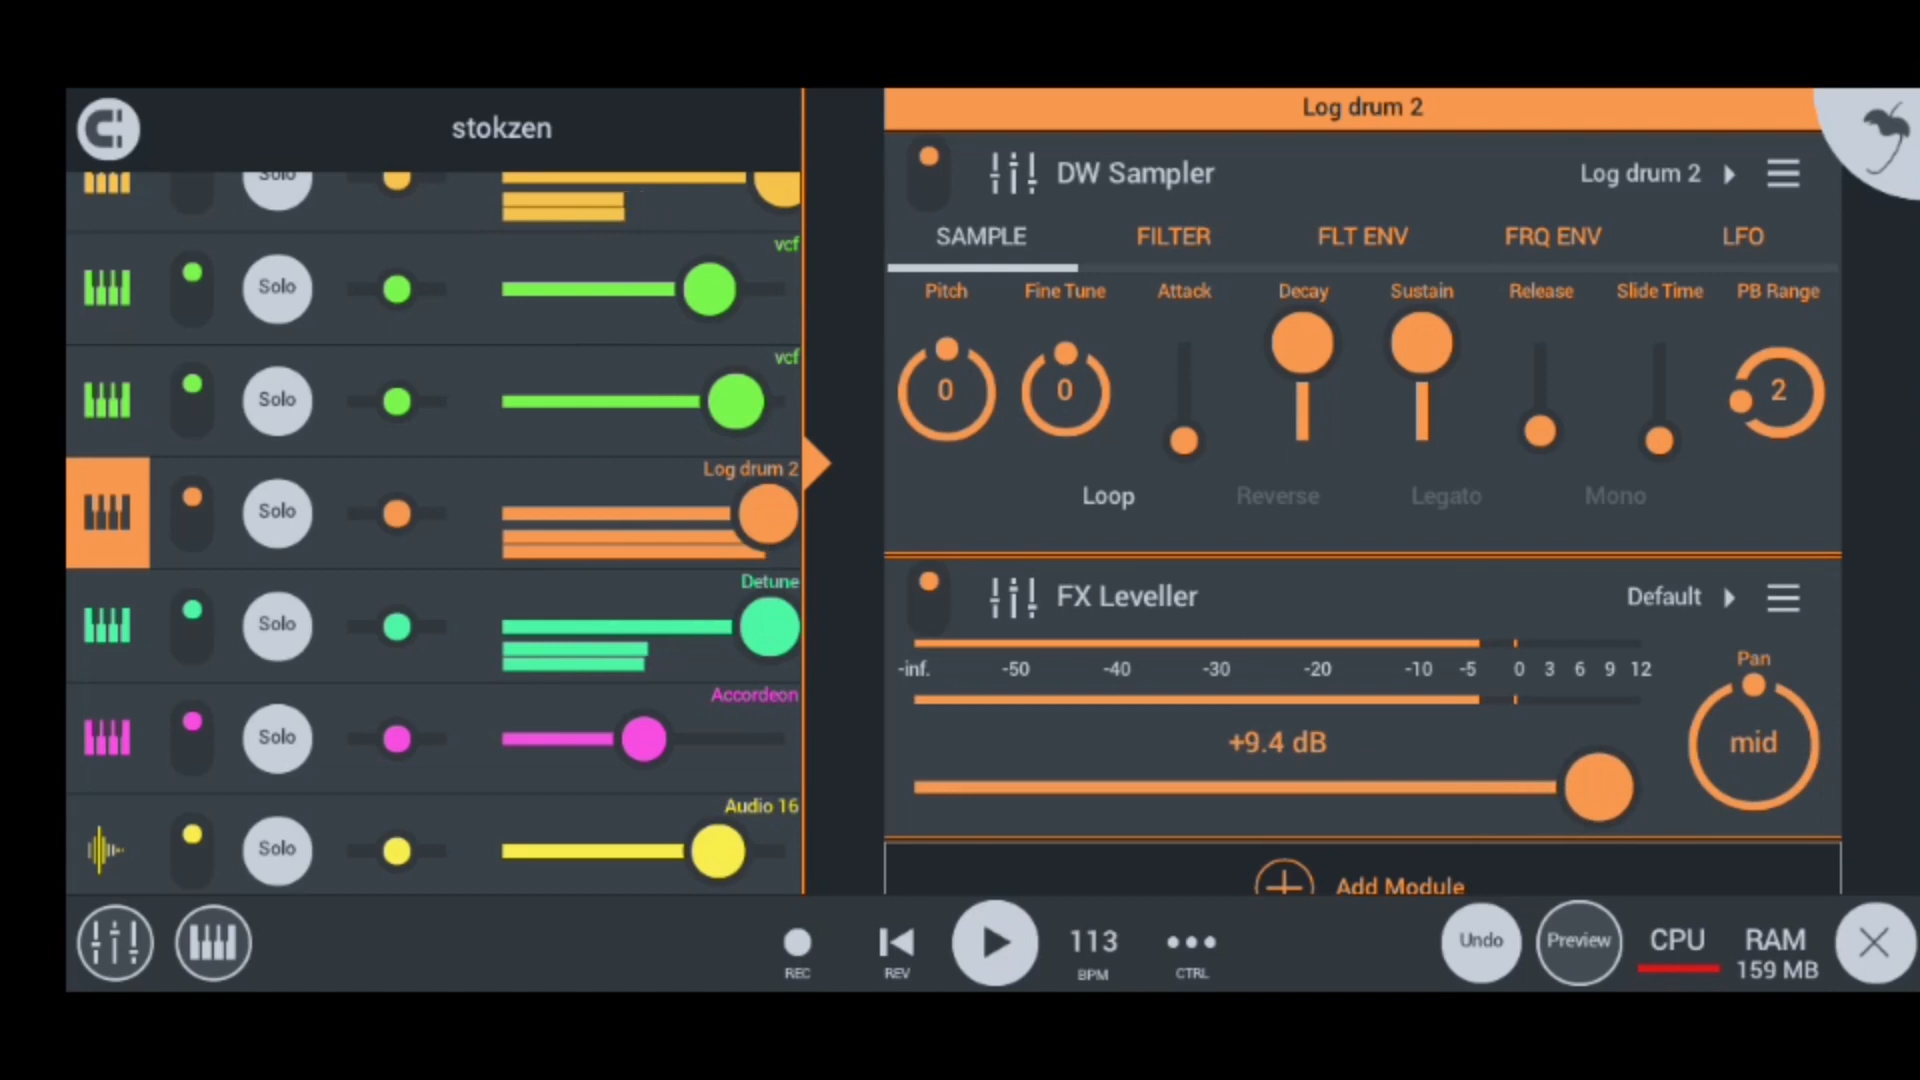 stokzen
Solo
vcf
Solo
vcf
Solo
Log drum 2
Solo
Detune
Solo
Accordeon
Solo
Audio 16
Solo
Log drum 2
DW Sampler
Log drum 2
SAMPLE FILTER FLT ENV FRQ ENV LFO
Pitch Fine Tune Attack Decay Sustain Release Slide Time PB Range
0 0 2
Loop Reverse Legato Mono
FX Leveller Default
-inf. -50 -40 -30 -20 -10 -5 0 3 6 9 12
Pan
+9.4 dB
mid
Add Module
113
REC REV BPM CTRL
Undo Preview CPU RAM
159 MB